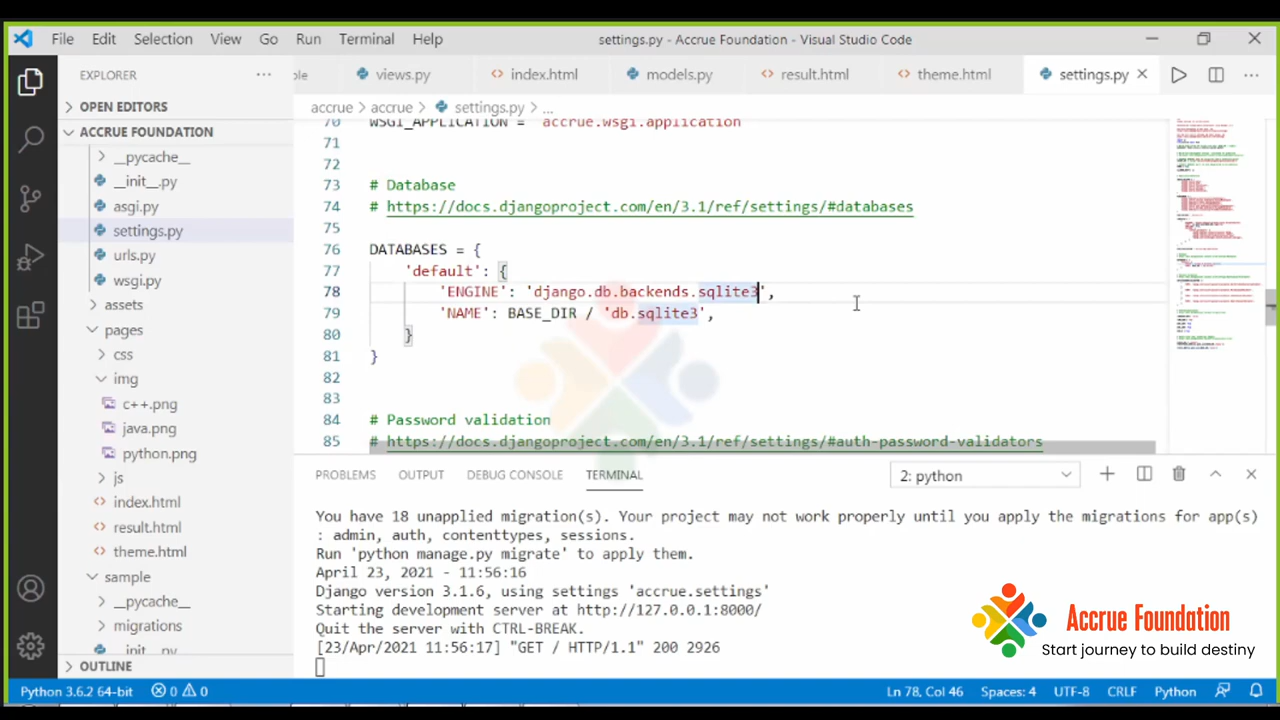 File Edit Selection View Go Run Terminal Help
settings.py - Accrue Foundation - Visual Studio Code
EXPLORER
ple views.py index.html models.py result.html theme.html settings.py
OPEN EDITORS
ACCRUE FOUNDATION
__pycache__
__init__.py
asgi.py
settings.py
urls.py
wsgi.py
assets
pages
css
img
c++.png
java.png
python.png
js
index.html
result.html
theme.html
sample
__pycache__
migrations
__init__.py
OUTLINE
accrue > accrue > settings.py > ...
70 WSGI_APPLICATION = 'accrue.wsgi.application
71
72
73 # Database
74 # https://docs.djangoproject.com/en/3.1/ref/settings/#databases
75
76 DATABASES = {
77 'default': {
78 'ENGINE': 'django.db.backends.sqlite3',
79 'NAME': BASE_DIR / 'db.sqlite3',
80 }
81 }
82
83
84 # Password validation
85 # https://docs.djangoproject.com/en/3.1/ref/settings/#auth-password-validators
PROBLEMS OUTPUT DEBUG CONSOLE TERMINAL 2: python
You have 18 unapplied migration(s). Your project may not work properly until you apply the migrations for app(s)
: admin, auth, contenttypes, sessions.
Run 'python manage.py migrate' to apply them.
April 23, 2021 - 11:56:16
Django version 3.1.6, using settings 'accrue.settings'
Starting development server at http://127.0.0.1:8000/
Quit the server with CTRL-BREAK.
[23/Apr/2021 11:56:17] "GET / HTTP/1.1" 200 2926
Accrue Foundation
Start journey to build destiny
Python 3.6.2 64-bit 0 0 Ln 78, Col 46 Spaces: 4 UTF-8 CRLF Python